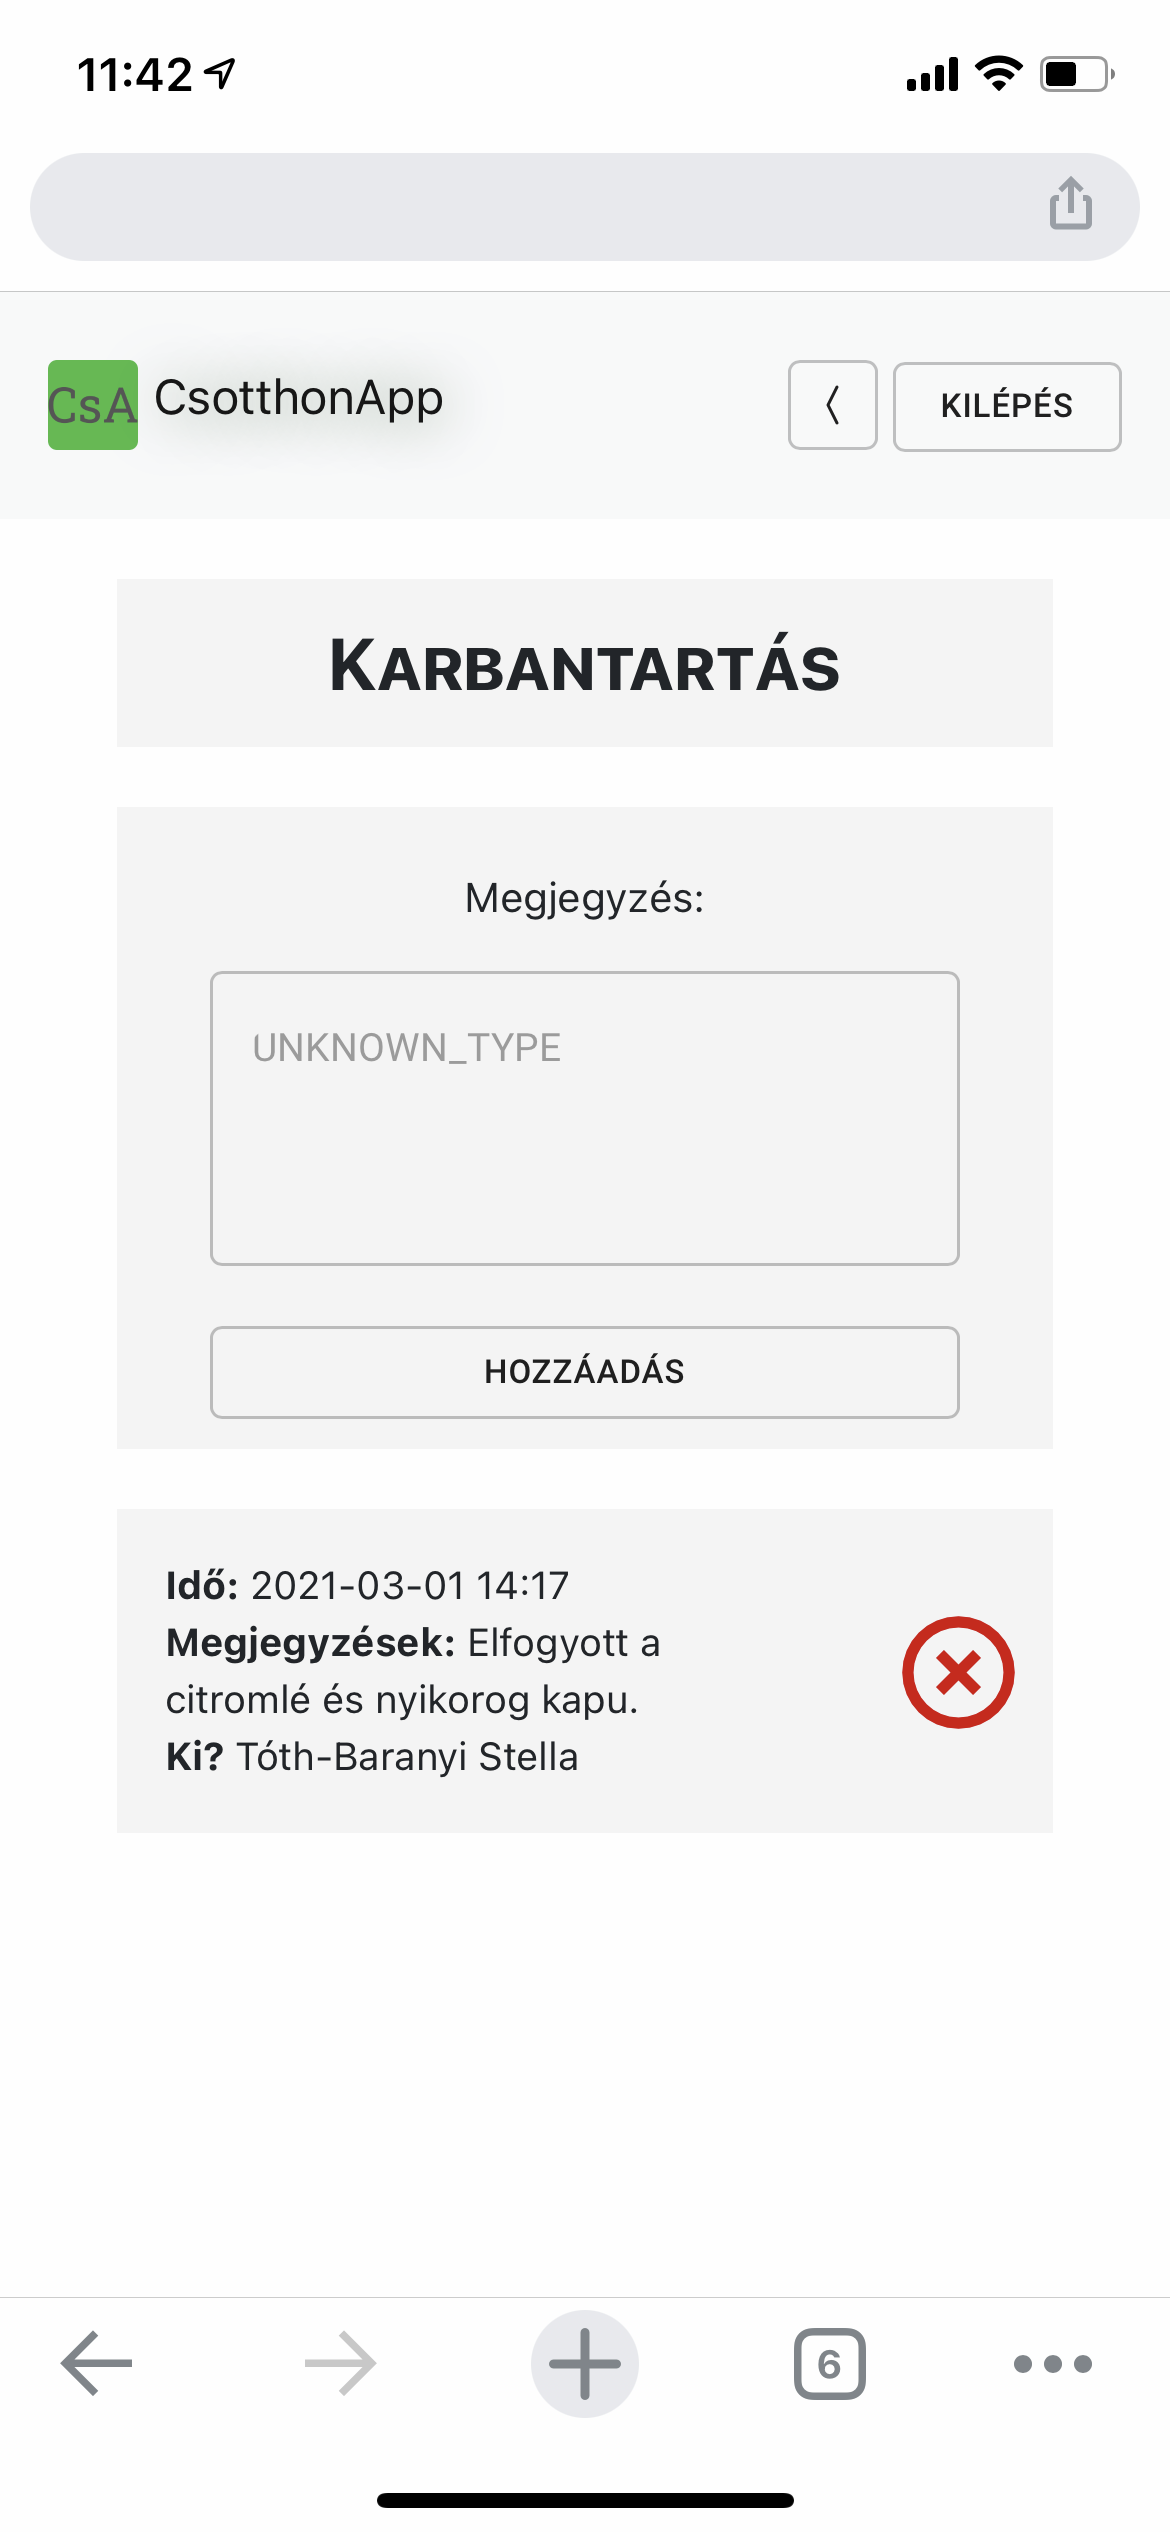 11:42
CsA CsotthonApp
KILÉPÉS
KARBANTARTÁS
Megjegyzés:
UNKNOWN_TYPE
HOZZÁADÁS
Idő: 2021-03-01 14:17
Megjegyzések: Elfogyott a
citromlé és nyikorog kapu.
Ki? Tóth-Baranyi Stella
6